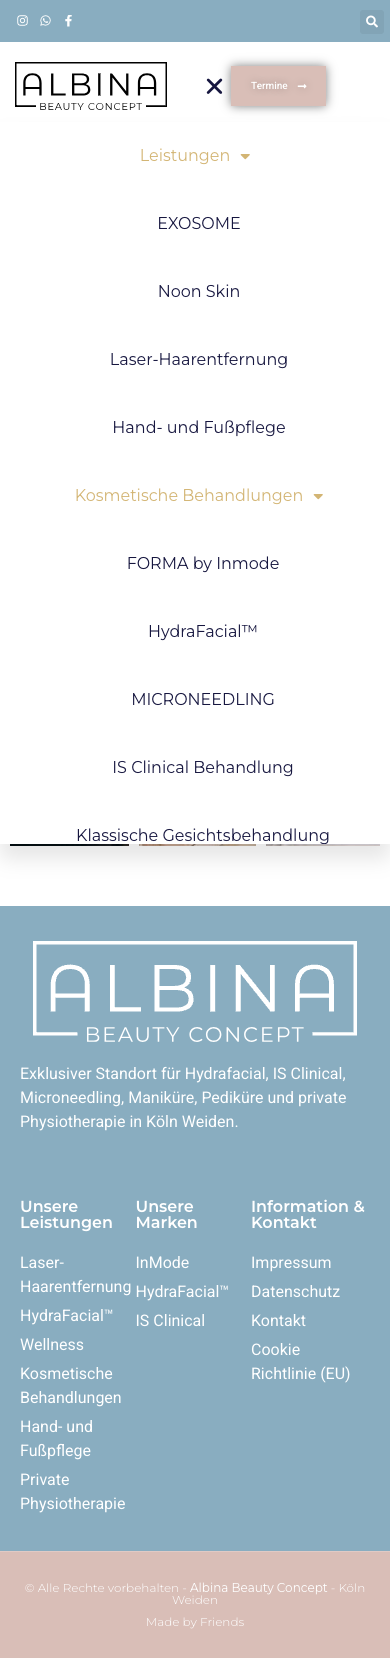 ALBINA
BEAUTY CONCEPT
Termine
Leistungen
EXOSOME
Noon Skin
Laser-Haarentfernung
Hand- und Fußpflege
Kosmetische Behandlungen
FORMA by Inmode
HydraFacial™
MICRONEEDLING
IS Clinical Behandlung
Klassische Gesichtsbehandlung
ALBINA
BEAUTY CONCEPT
Exklusiver Standort für Hydrafacial, IS Clinical,
Microneedling, Maniküre, Pediküre und private
Physiotherapie in Köln Weiden.
Unsere
Leistungen
Laser-
Haarentfernung
HydraFacial™
Wellness
Kosmetische
Behandlungen
Hand- und
Fußpflege
Private
Physiotherapie
Unsere
Marken
InMode
HydraFacial™
IS Clinical
Information &
Kontakt
Impressum
Datenschutz
Kontakt
Cookie
Richtlinie (EU)
© Alle Rechte vorbehalten - Albina Beauty Concept - Köln
Weiden
Made by Friends